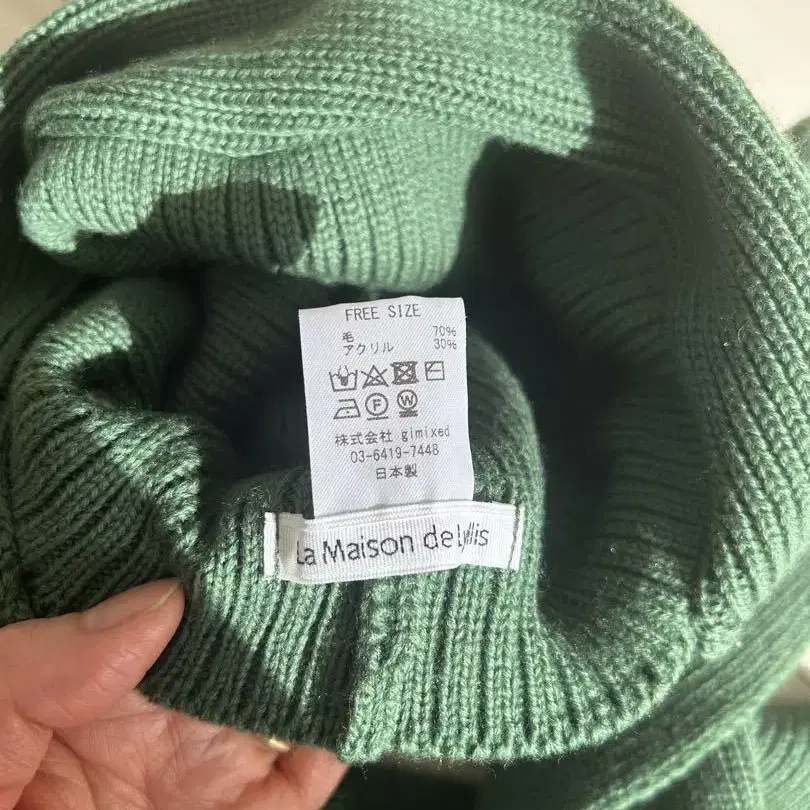 FREE SIZE
毛 70%
アクリル 30%
F W
株式会社 gimixed
03-6419-7448
日本製
La Maison de Lyllis